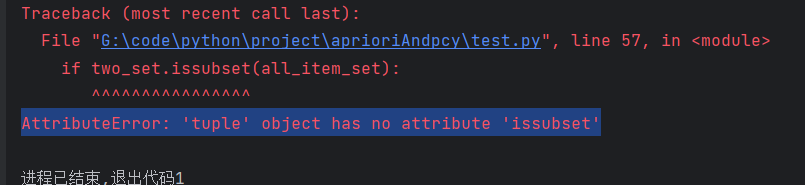 Traceback (most recent call last):
File "G:\code\python\project\aprioriAndpcy\test.py", line 57, in <module>
if two_set.issubset(all_item_set):
^^^^^^^^^^^^^^^^
AttributeError: 'tuple' object has no attribute 'issubset'
进程已结束,退出代码1